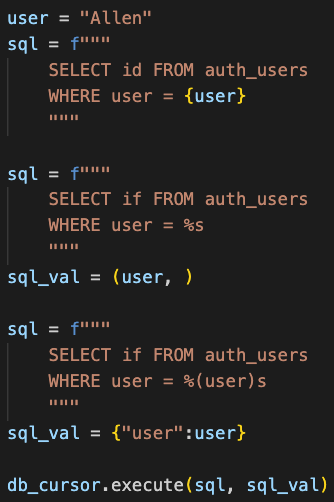 user = "Allen"
sql = f"""
    SELECT id FROM auth_users
    WHERE user = {user}
    """

sql = f"""
    SELECT if FROM auth_users
    WHERE user = %s
    """
sql_val = (user, )

sql = f"""
    SELECT if FROM auth_users
    WHERE user = %(user)s
    """
sql_val = {"user":user}

db_cursor.execute(sql, sql_val)